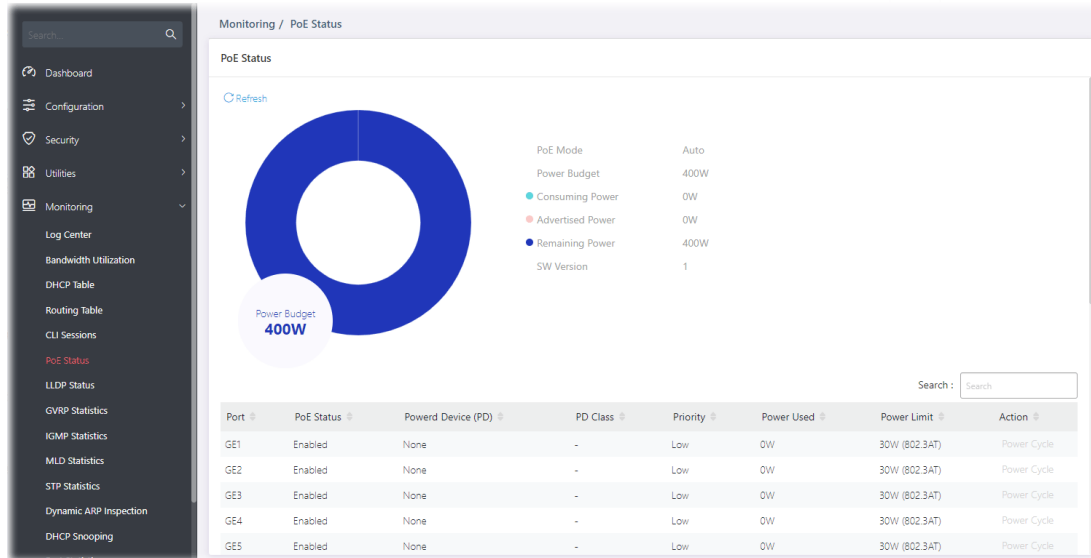 Search...
Dashboard
Configuration
Security
Utilities
Monitoring
Log Center
Bandwidth Utilization
DHCP Table
Routing Table
CLI Sessions
PoE Status
LLDP Status
GVRP Statistics
IGMP Statistics
MLD Statistics
STP Statistics
Dynamic ARP Inspection
DHCP Snooping
Monitoring / PoE Status
PoE Status
Refresh
Power Budget
400W
PoE Mode Auto
Power Budget 400W
Consuming Power 0W
Advertised Power 0W
Remaining Power 400W
SW Version 1
Search : Search
Port PoE Status Powerd Device (PD) PD Class Priority Power Used Power Limit Action
GE1 Enabled None - Low 0W 30W (802.3AT) Power Cycle
GE2 Enabled None - Low 0W 30W (802.3AT) Power Cycle
GE3 Enabled None - Low 0W 30W (802.3AT) Power Cycle
GE4 Enabled None - Low 0W 30W (802.3AT) Power Cycle
GE5 Enabled None - Low 0W 30W (802.3AT) Power Cycle